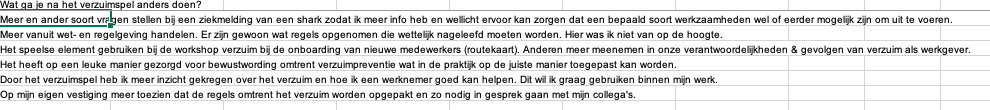 Wat ga je na het verzuimspel anders doen?
Meer en ander soort vragen stellen bij een ziekmelding van een shark zodat ik meer info heb en wellicht ervoor kan zorgen dat een bepaald soort werkzaamheden wel of eerder mogelijk zijn om uit te voeren.
Meer vanuit wet- en regelgeving handelen. Er zijn gewoon wat regels opgenomen die wettelijk nageleefd moeten worden. Hier was ik niet van op de hoogte.
Het speelse element gebruiken bij de workshop verzuim bij de onboarding van nieuwe medewerkers (routekaart). Anderen meer meenemen in onze verantwoordelijkheden & gevolgen van verzuim als werkgever.
Het heeft op een leuke manier gezorgd voor bewustwording omtrent verzuimpreventie wat in de praktijk op de juiste manier toegepast kan worden.
Door het verzuimspel heb ik meer inzicht gekregen over het verzuim en hoe ik een werknemer goed kan helpen. Dit wil ik graag gebruiken binnen mijn werk.
Op mijn eigen vestiging meer toezien dat de regels omtrent het verzuim worden opgepakt en zo nodig in gesprek gaan met mijn collega's.